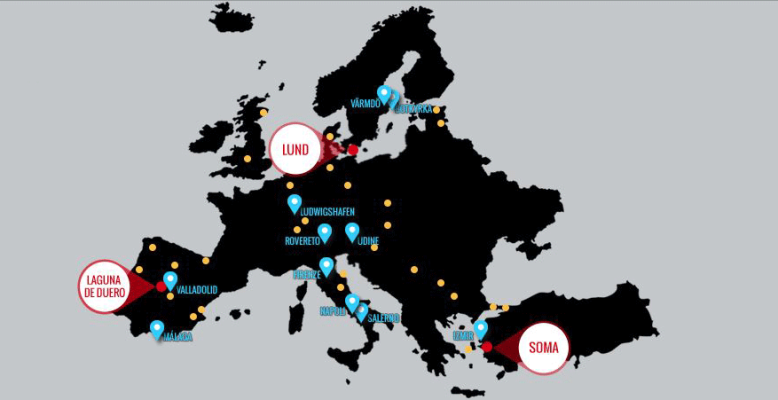 VÄRMDÖ
LUND
LUDWIGSHAFEN
ROVERETO
UDINE
FIRENZE
LAGUNA
DE DUERO
VALLADOLID
NAPOLI
SALERNO
MÁLAGA
IZMIR
SOMA